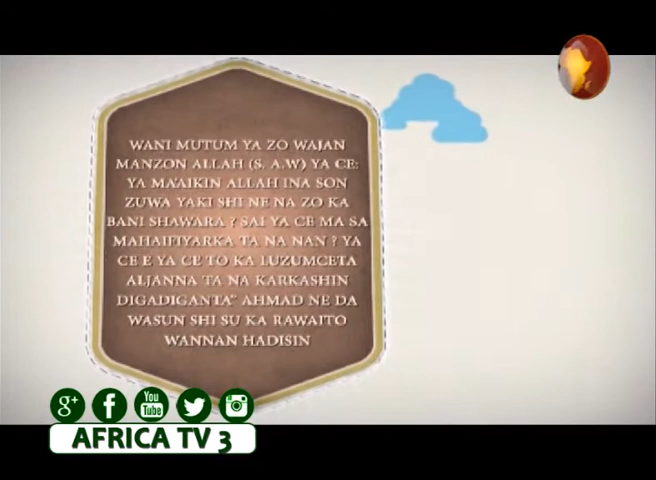 WANI MUTUM YA ZO WAJAN
MANZON ALLAH (S. A.W) YA CE:
YA MA'AIKIN ALLAH INA SON
ZUWA YAKI SHI NE NA ZO KA
BANI SHAWARA ? SAI YA CE MA SA
MAHAIFIYARKA TA NA NAN ? YA
CE E YA CE TO KA LUZUMCETA
ALJANNA TA NA KARKASHIN
DIGADIGANTA" AHMAD NE DA
WASUN SHI SU KA RAWAITO
WANNAN HADISIN
g+ f You Tube
AFRICA TV 3